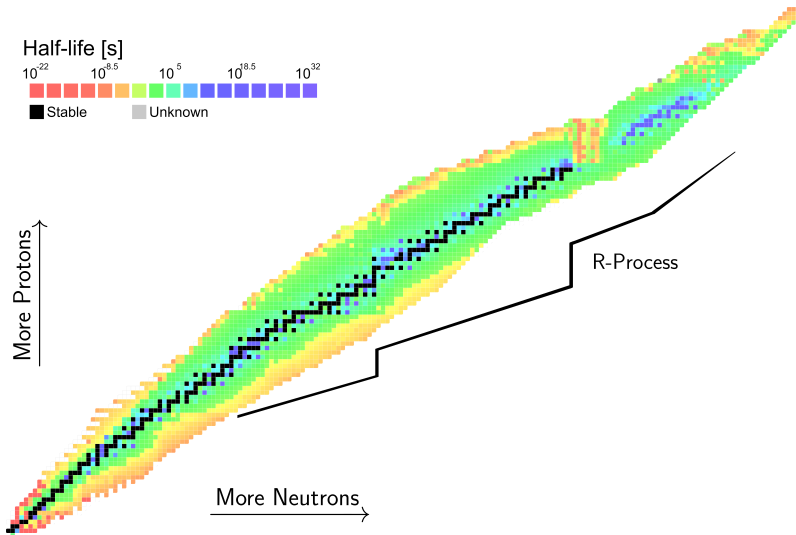 Half-life [s]
10-22 10-8.5 10 5 10 18.5 10 32
Stable Unknown
More Protons
R-Process
More Neutrons